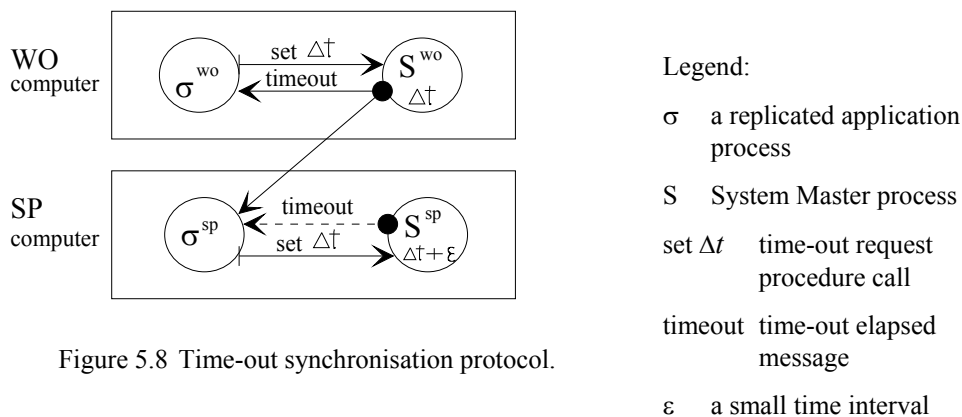 WO
computer
σ^wo
set Δt
timeout
S^wo
Δt
SP
computer
σ^sp
timeout
set Δt
S^sp
Δt + ε
Figure 5.8 Time-out synchronisation protocol.
Legend:
σ a replicated application
process
S System Master process
set Δt time-out request
procedure call
timeout time-out elapsed
message
ε a small time interval